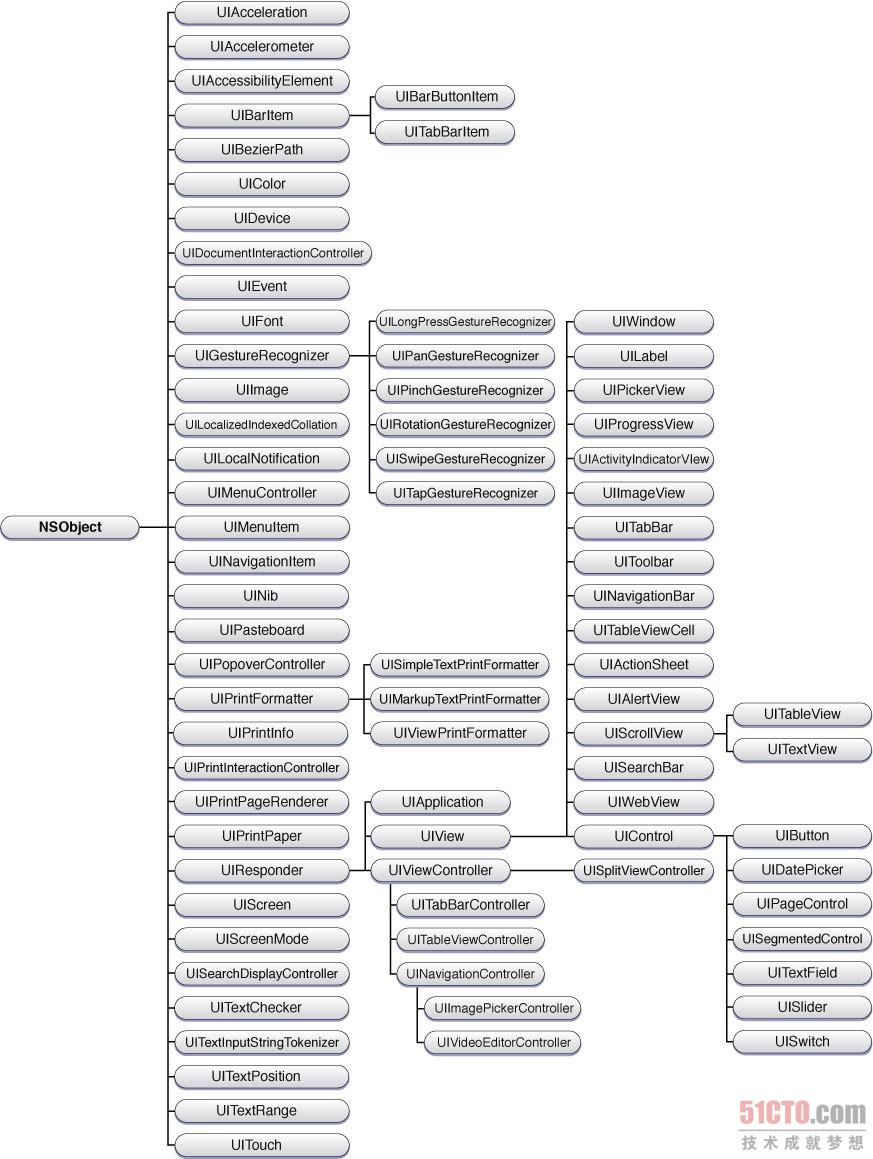 NSObject
UIAcceleration
UIAccelerometer
UIAccessibilityElement
UIBarItem
UIBarButtonItem
UITabBarItem
UIBezierPath
UIColor
UIDevice
UIDocumentInteractionController
UIEvent
UIFont
UIGestureRecognizer
UILongPressGestureRecognizer
UIPanGestureRecognizer
UIPinchGestureRecognizer
UIRotationGestureRecognizer
UISwipeGestureRecognizer
UITapGestureRecognizer
UIImage
UILocalizedIndexedCollation
UILocalNotification
UIMenuController
UIMenuItem
UINavigationItem
UINib
UIPasteboard
UIPopoverController
UIPrintFormatter
UISimpleTextPrintFormatter
UIMarkupTextPrintFormatter
UIViewPrintFormatter
UIPrintInfo
UIPrintInteractionController
UIPrintPageRenderer
UIPrintPaper
UIResponder
UIApplication
UIView
UIWindow
UILabel
UIPickerView
UIProgressView
UIActivityIndicatorVIew
UIImageView
UITabBar
UIToolbar
UINavigationBar
UITableViewCell
UIActionSheet
UIAlertView
UIScrollView
UITableView
UITextView
UISearchBar
UIWebView
UIControl
UIButton
UIDatePicker
UIPageControl
UISegmentedControl
UITextField
UISlider
UISwitch
UIViewController
UISplitViewController
UITabBarController
UITableViewController
UINavigationController
UIImagePickerController
UIVideoEditorController
UIScreen
UIScreenMode
UISearchDisplayController
UITextChecker
UITextInputStringTokenizer
UITextPosition
UITextRange
UITouch
51CTO.com
技术成就梦想